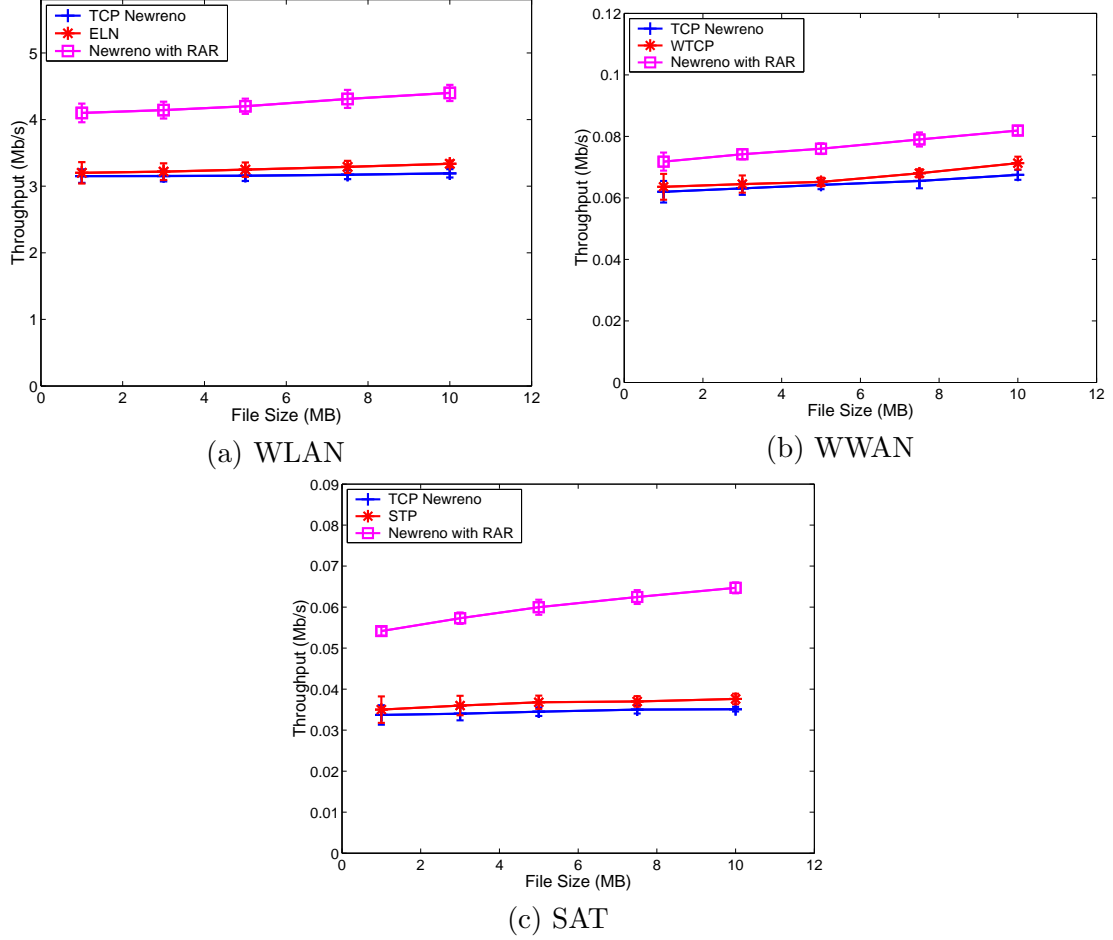 TCP Newreno
ELN
Newreno with RAR
5
4
3
2
1
0
Throughput (Mb/s)
0 2 4 6 8 10 12
File Size (MB)
(a) WLAN
TCP Newreno
WTCP
Newreno with RAR
0.12
0.1
0.08
0.06
0.04
0.02
0
Throughput (Mb/s)
0 2 4 6 8 10 12
File Size (MB)
(b) WWAN
TCP Newreno
STP
Newreno with RAR
0.09
0.08
0.07
0.06
0.05
0.04
0.03
0.02
0.01
0
Throughput (Mb/s)
0 2 4 6 8 10 12
File Size (MB)
(c) SAT